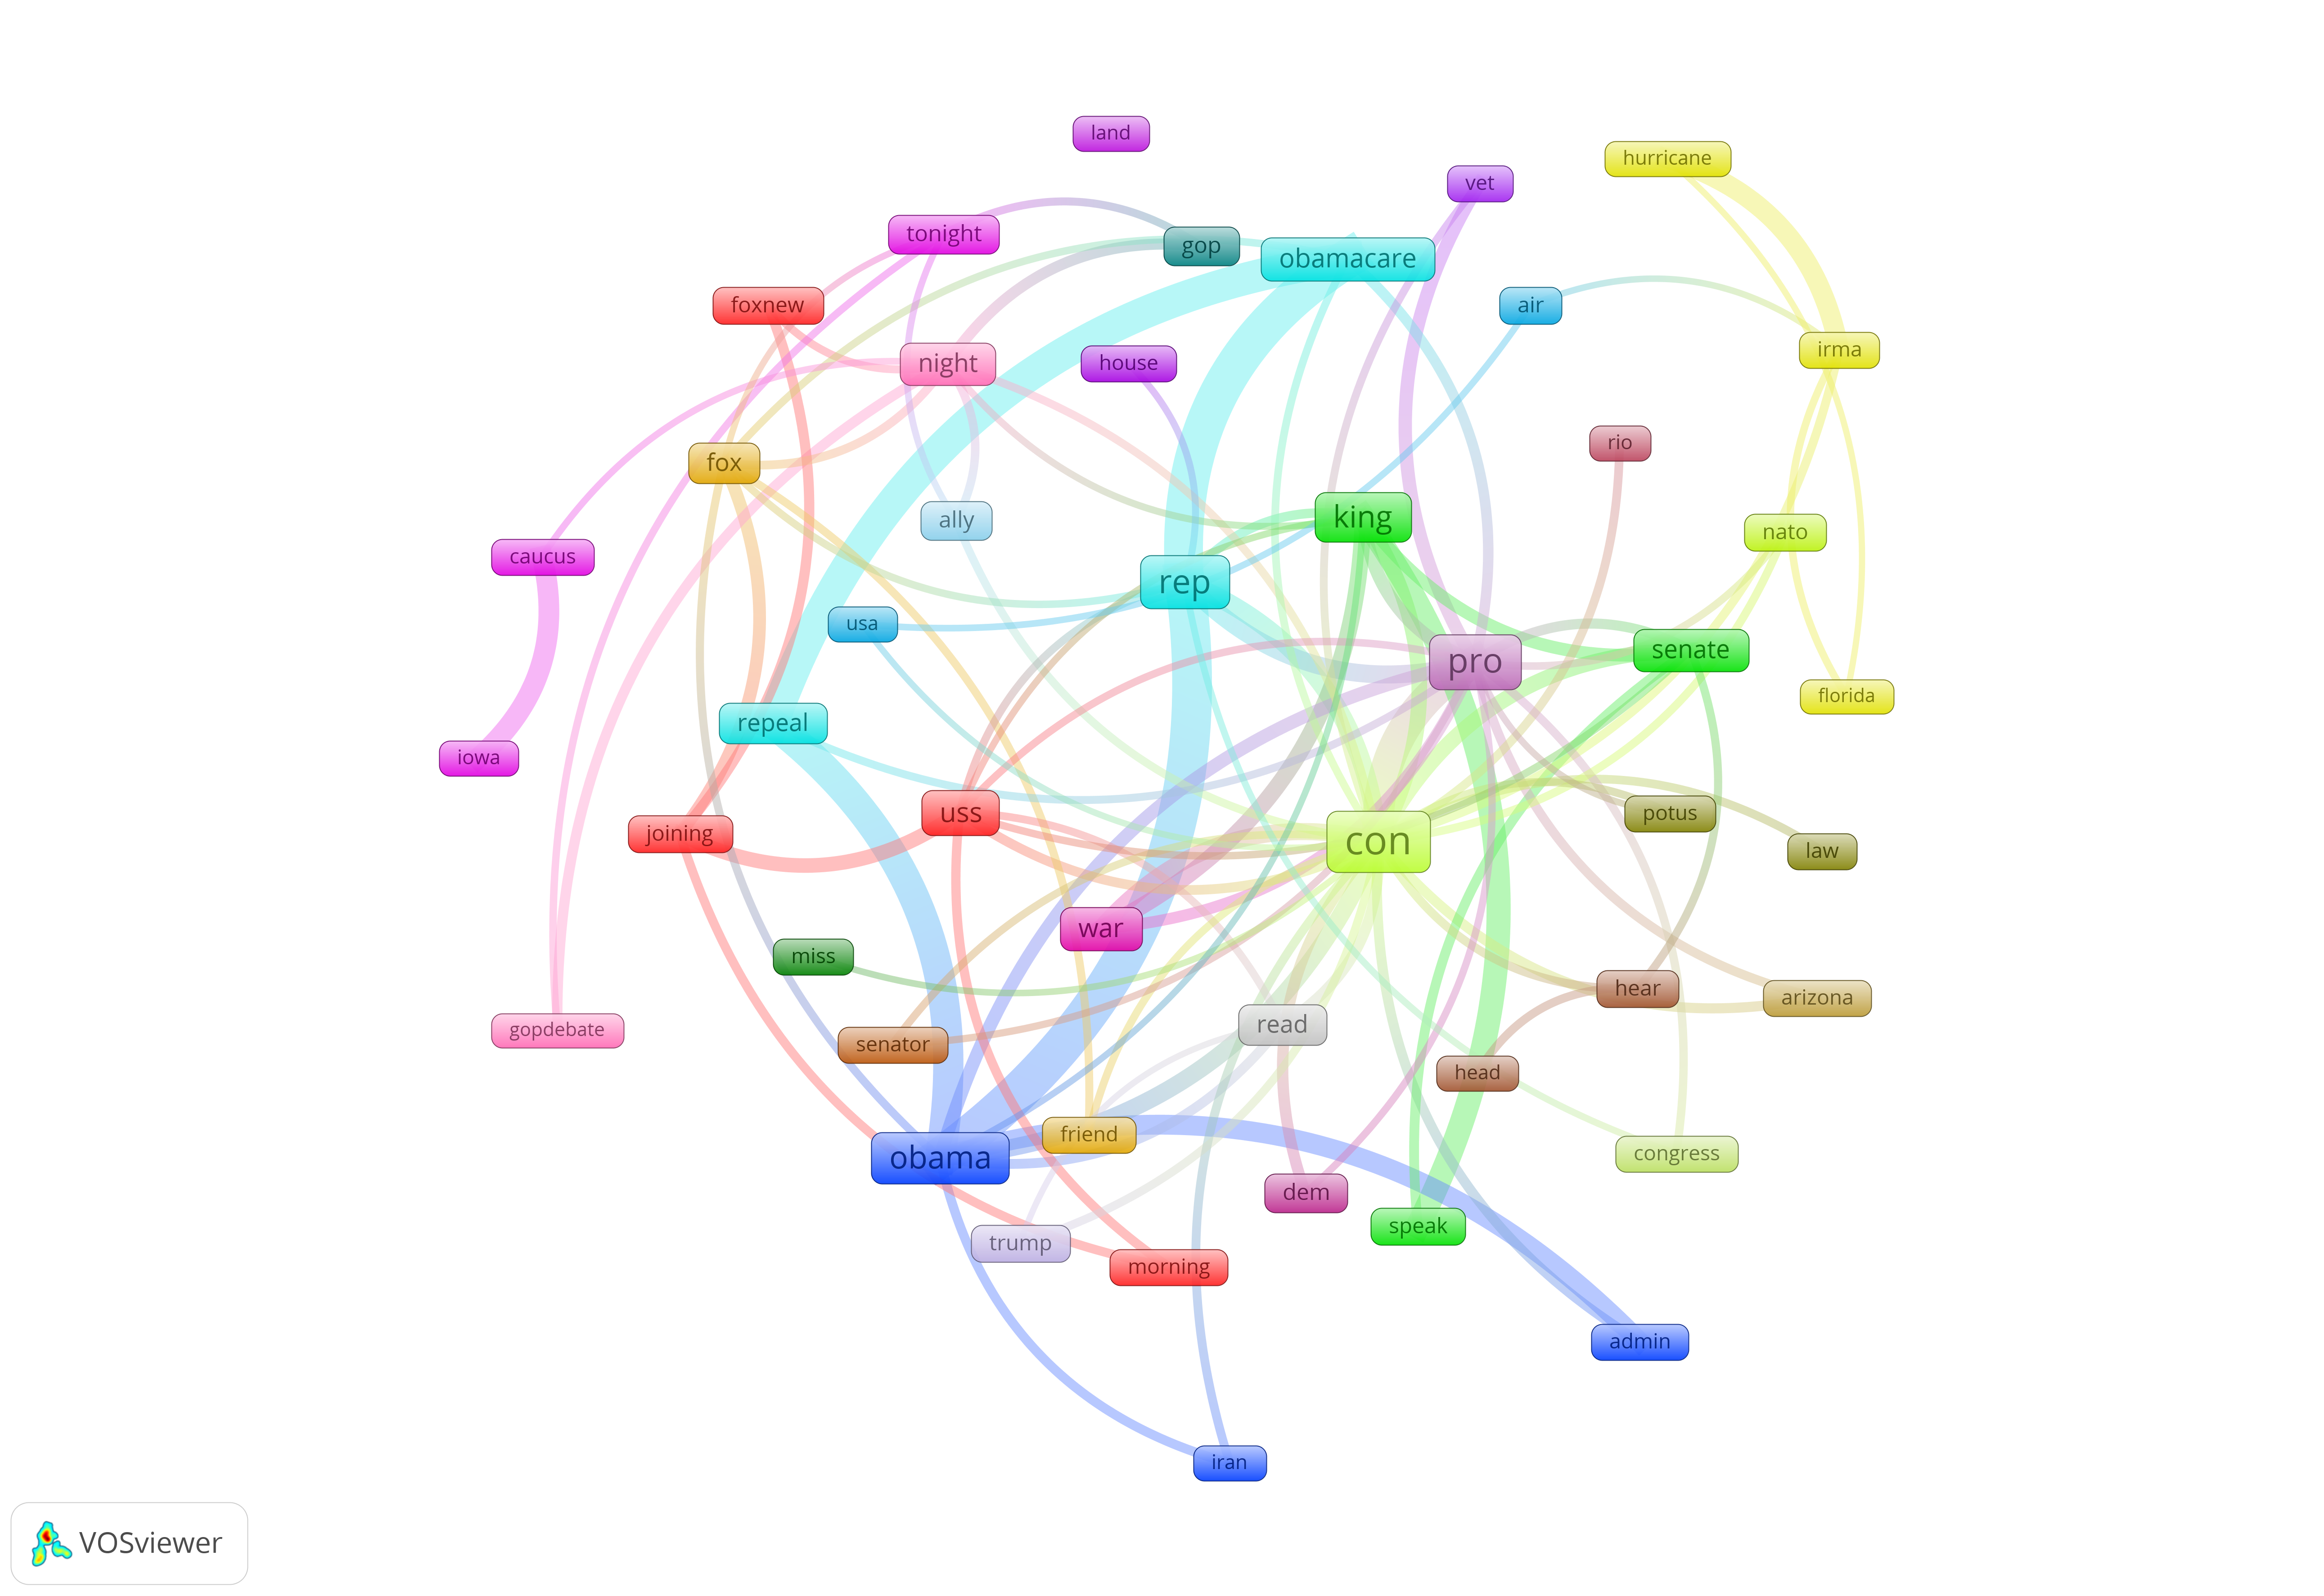 land
hurricane
vet
tonight
gop
obamacare
foxnew
air
irma
night
house
rio
fox
ally
king
nato
caucus
rep
usa
pro
senate
florida
repeal
iowa
uss
joining
potus
con
law
war
miss
hear
arizona
read
gopdebate
senator
head
friend
congress
obama
dem
speak
trump
morning
admin
iran
VOSviewer